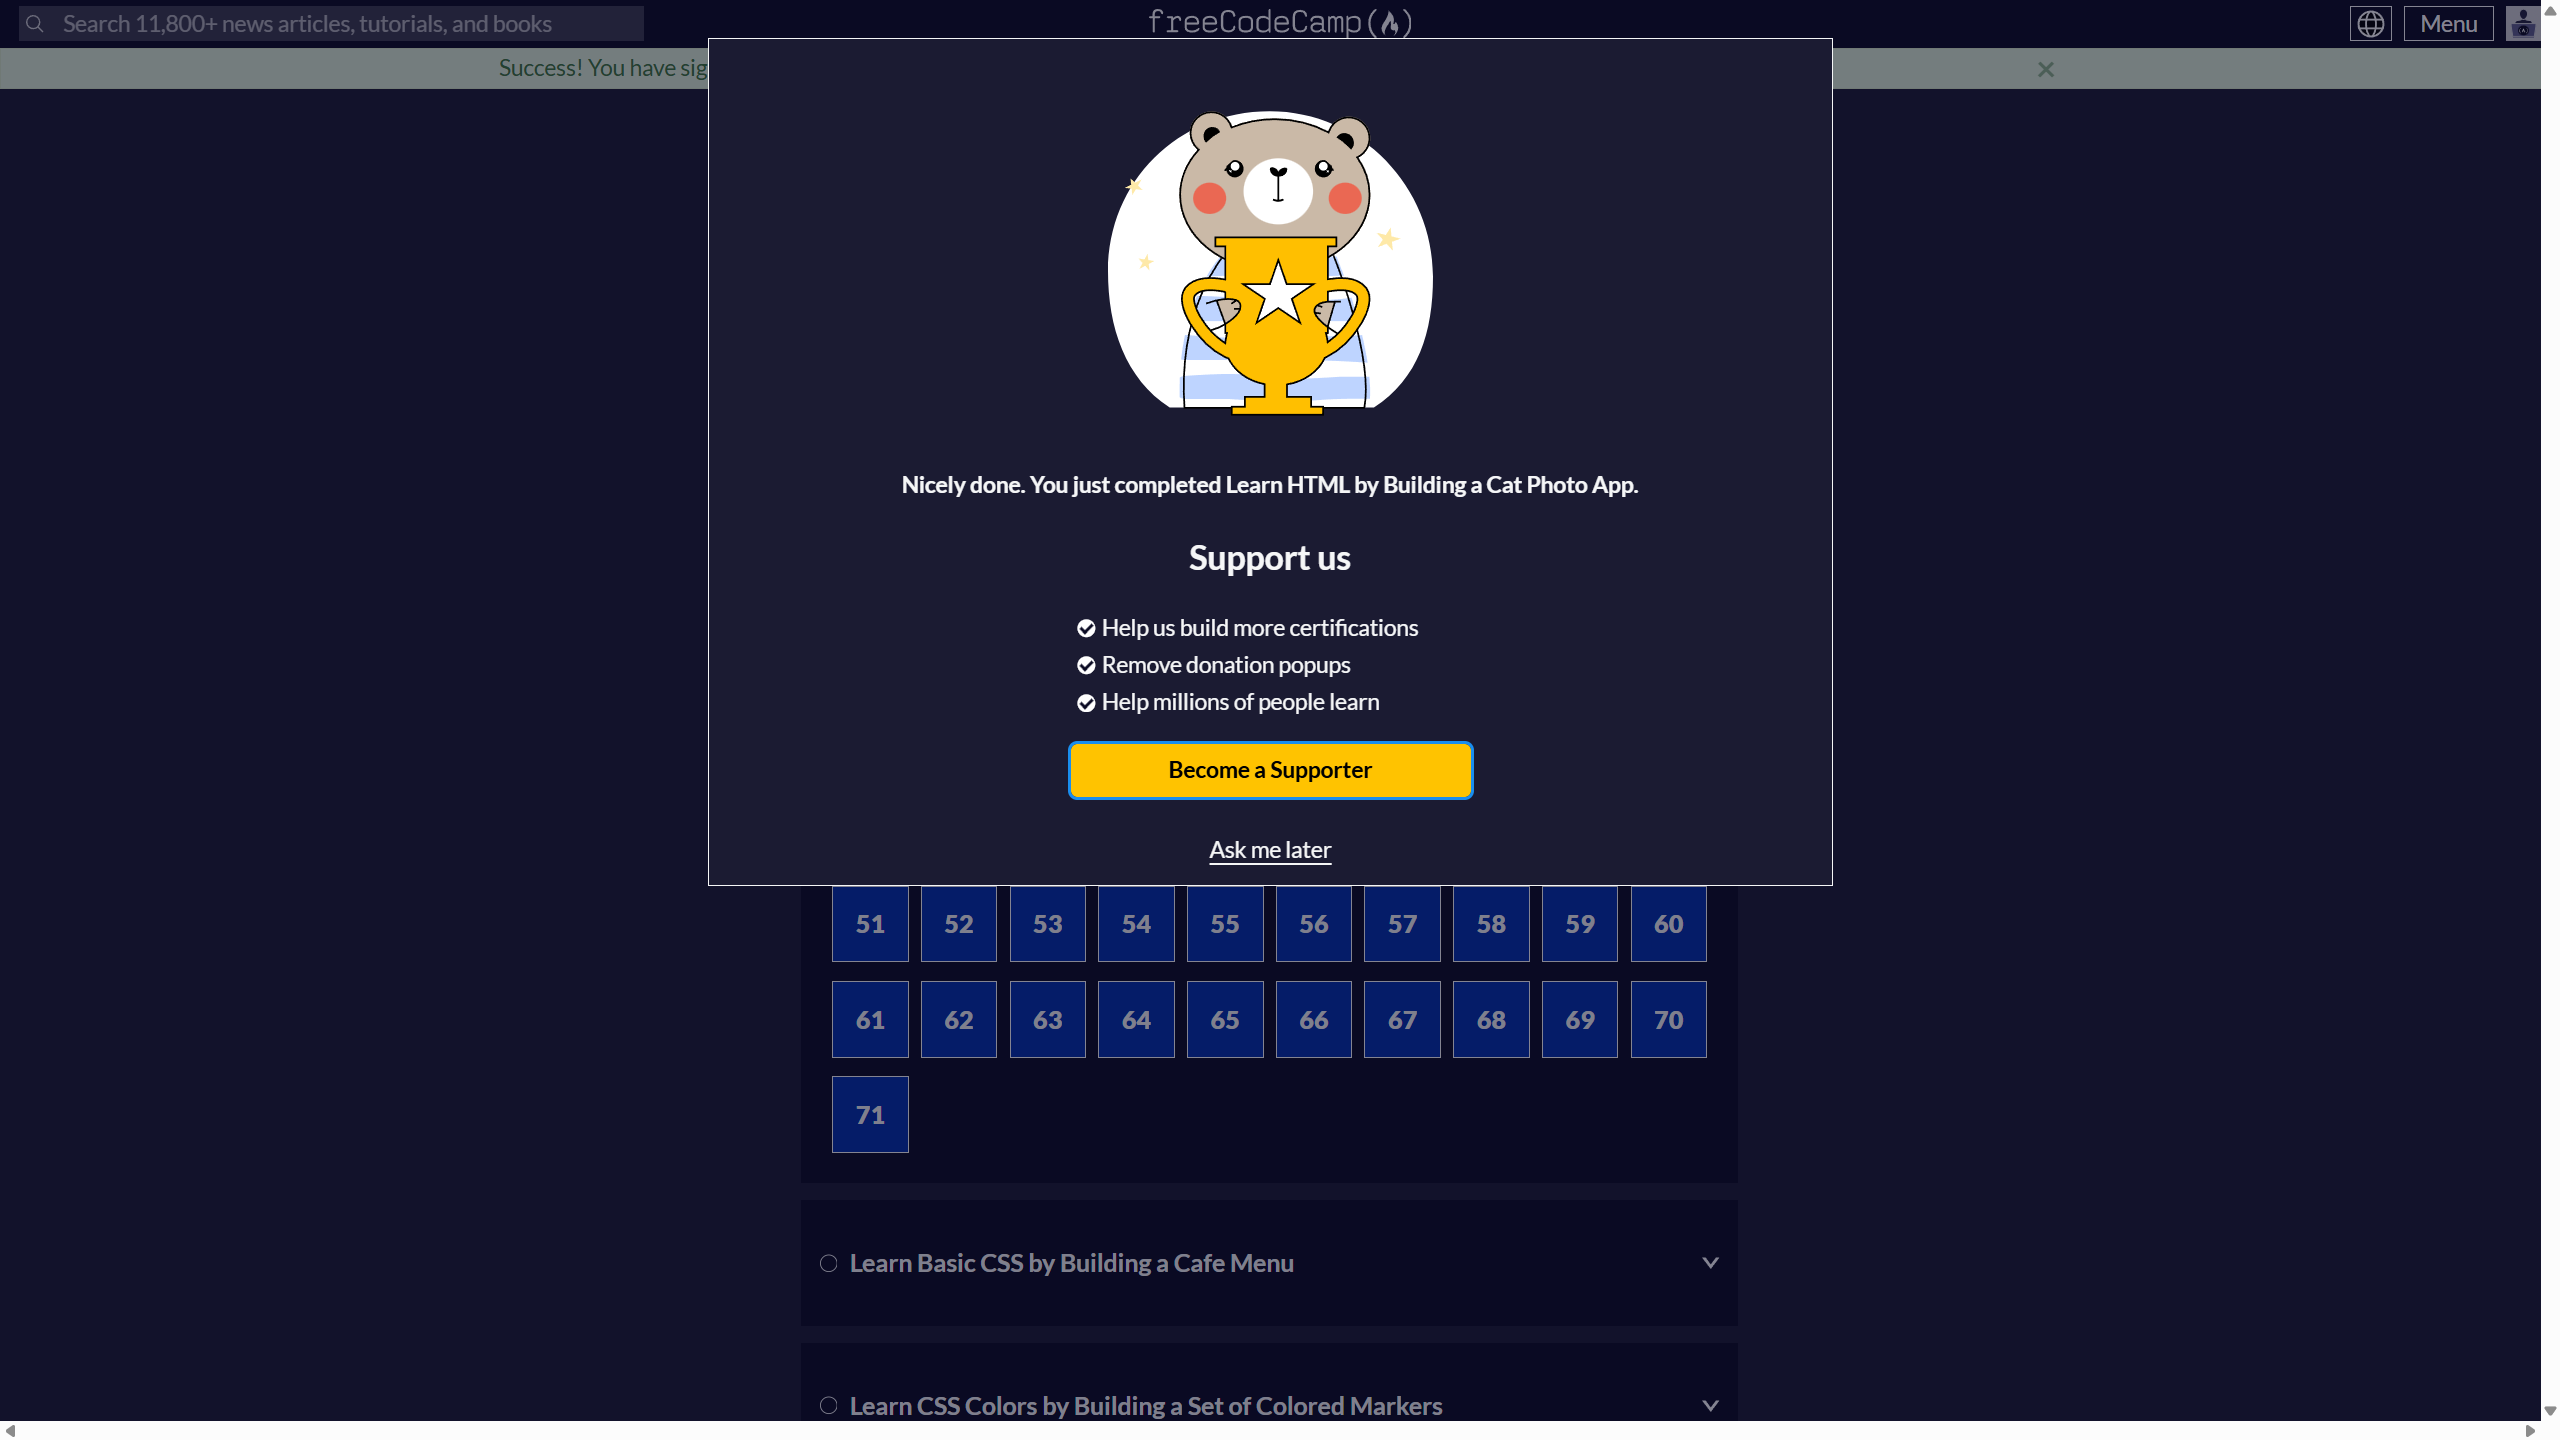 Search 11,800+ news articles, tutorials, and books
freeCodeCamp(🔥)
Menu
Success! You have sig
Nicely done. You just completed Learn HTML by Building a Cat Photo App.
Support us
Help us build more certifications
Remove donation popups
Help millions of people learn
Become a Supporter
Ask me later
51 52 53 54 55 56 57 58 59 60
61 62 63 64 65 66 67 68 69 70
71
Learn Basic CSS by Building a Cafe Menu
Learn CSS Colors by Building a Set of Colored Markers